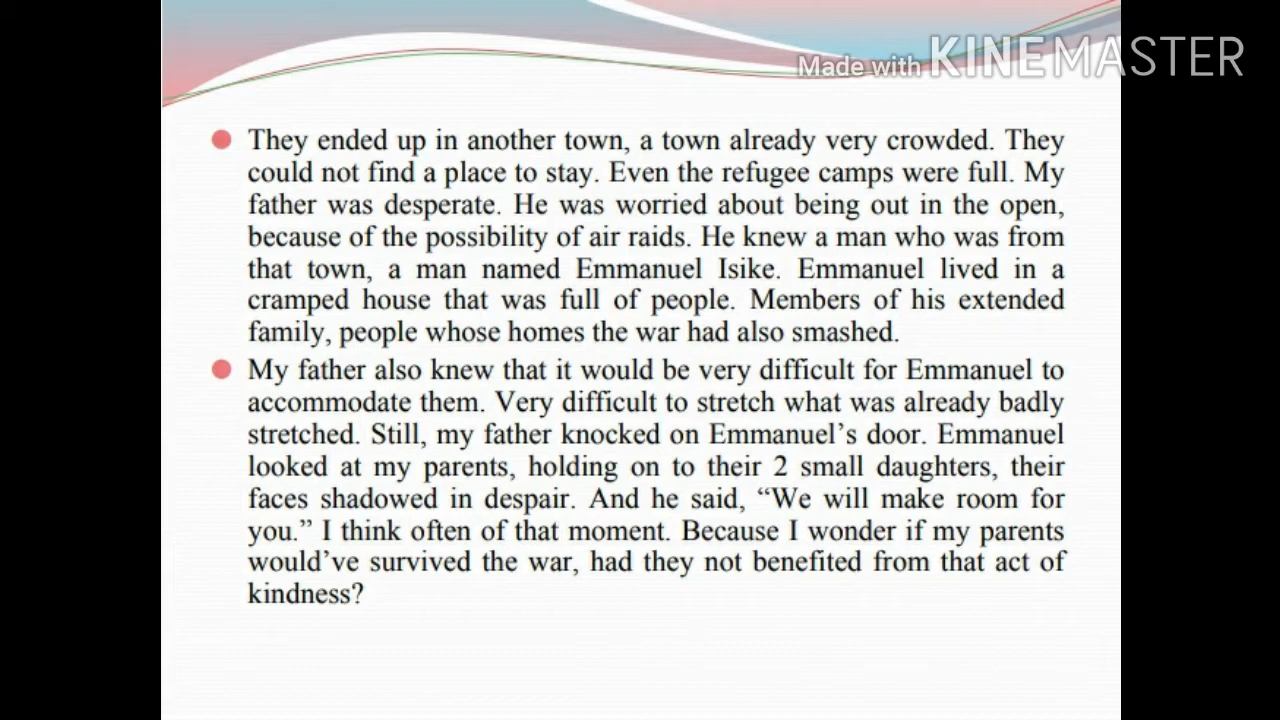 Made with KINEMASTER
They ended up in another town, a town already very crowded. They
could not find a place to stay. Even the refugee camps were full. My
father was desperate. He was worried about being out in the open,
because of the possibility of air raids. He knew a man who was from
that town, a man named Emmanuel Isike. Emmanuel lived in a
cramped house that was full of people. Members of his extended
family, people whose homes the war had also smashed.
My father also knew that it would be very difficult for Emmanuel to
accommodate them. Very difficult to stretch what was already badly
stretched. Still, my father knocked on Emmanuel’s door. Emmanuel
looked at my parents, holding on to their 2 small daughters, their
faces shadowed in despair. And he said, “We will make room for
you.” I think often of that moment. Because I wonder if my parents
would’ve survived the war, had they not benefited from that act of
kindness?